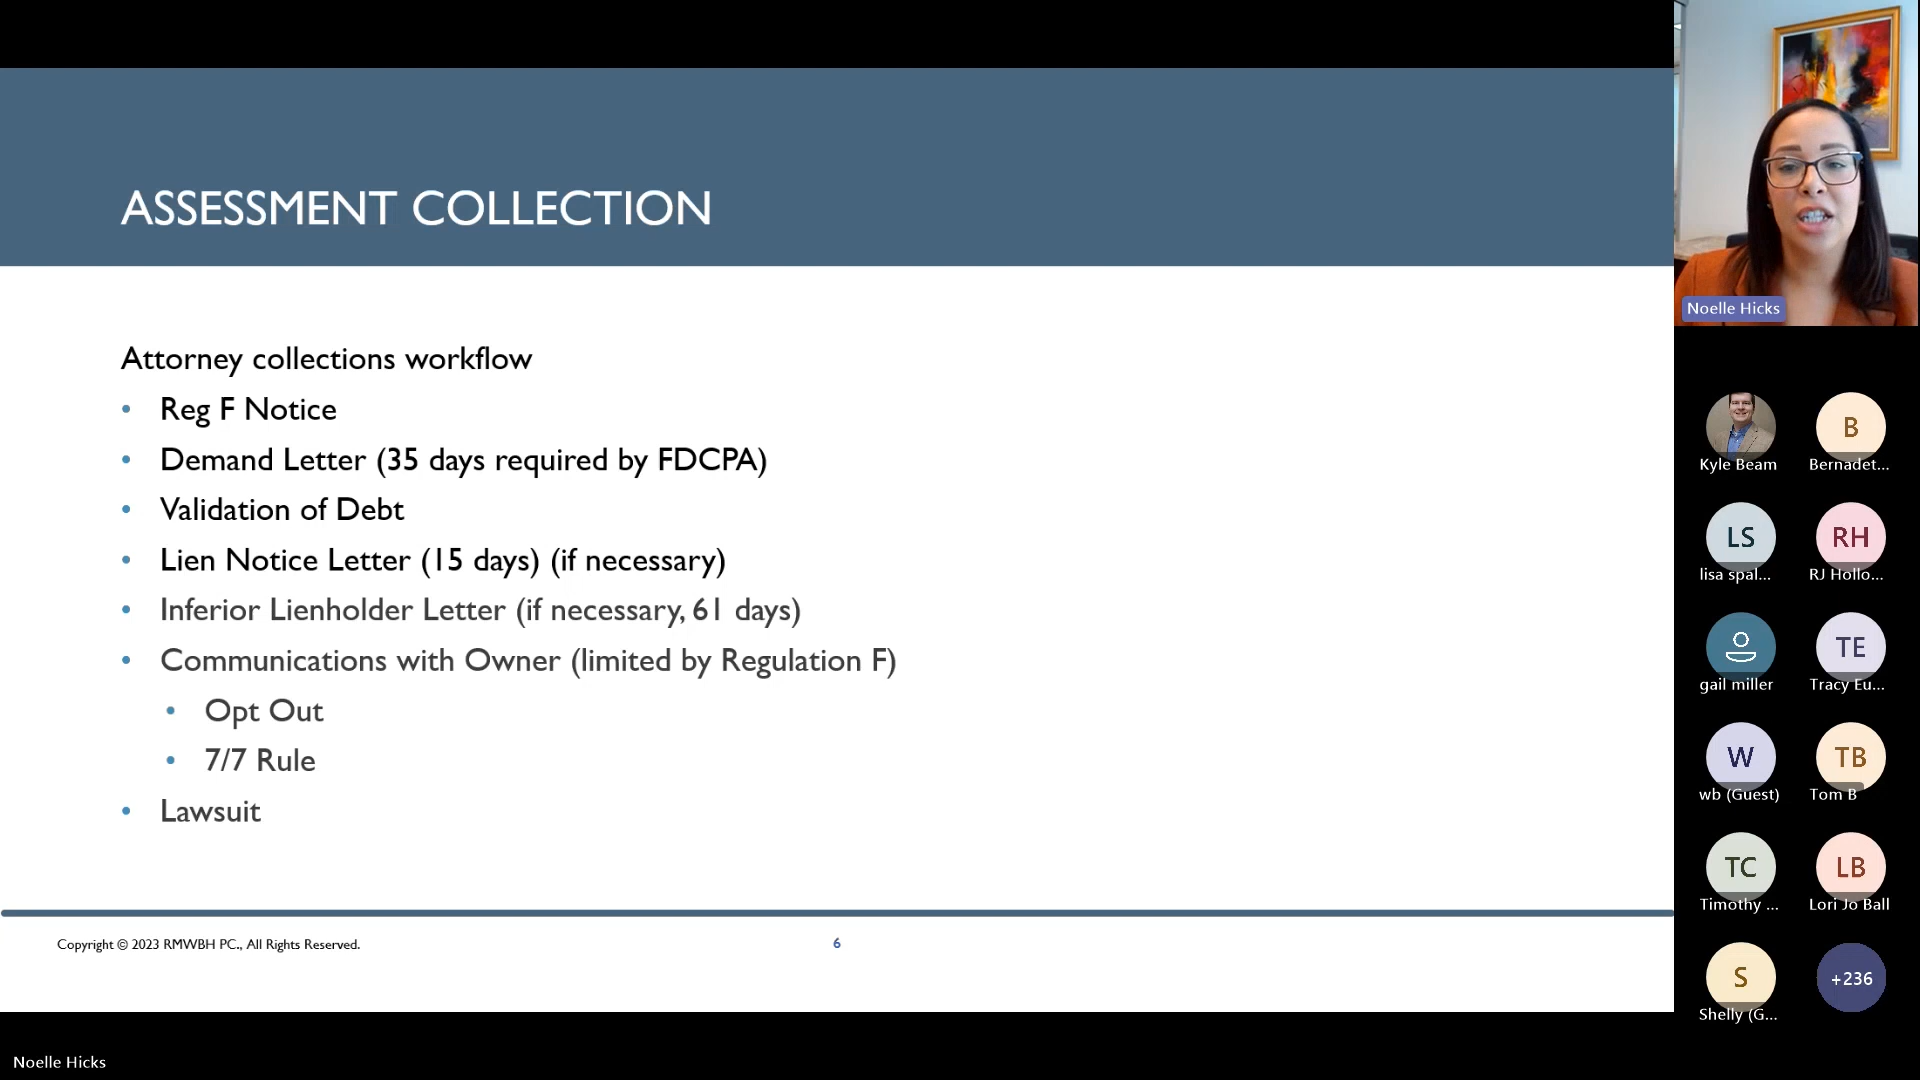 ASSESSMENT COLLECTION
Attorney collections workflow
• Reg F Notice
• Demand Letter (35 days required by FDCPA)
• Validation of Debt
• Lien Notice Letter (15 days) (if necessary)
• Inferior Lienholder Letter (if necessary, 61 days)
• Communications with Owner (limited by Regulation F)
• Opt Out
• 7/7 Rule
• Lawsuit
Copyright © 2023 RMWBH PC., All Rights Reserved.
6
Noelle Hicks
Kyle Beam
B
Bernadet...
LS
lisa spal...
RH
RJ Hollo...
gail miller
TE
Tracy Eu...
W
wb (Guest)
TB
Tom B
TC
Timothy ...
LB
Lori Jo Ball
S
Shelly (G...
+236
Noelle Hicks